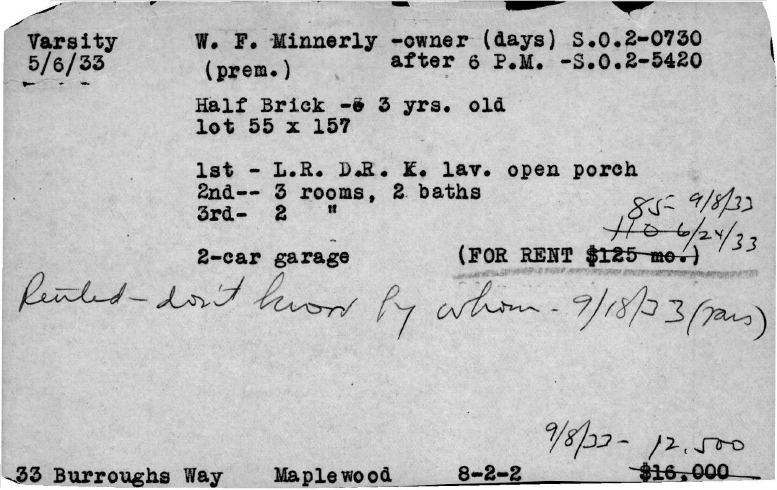 Varsity W. F. Minnerly -owner (days) S.O.2-0730
5/6/33 (prem.) after 6 P.M. -S.O.2-5420
Half Brick - 3 yrs. old
lot 55 x 157
1st - L.R. D.R. K. lav. open porch
2nd-- 3 rooms, 2 baths
3rd- 2 "
85- 9/8/33
110 6/24/33
2-car garage (FOR RENT $125 mo.)
Rented - don't know by whom - 9/18/33
9/8/33- 12,500
33 Burroughs Way Maplewood 8-2-2 $16,000